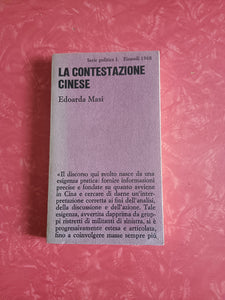 Serie politica 5 Einaudi 1968
LA CONTESTAZIONE
CINESE
Edoarda Masi
«Il discorso qui svolto nasce da una
esigenza pratica: fornire informazioni
precise e fondate su quanto avviene
in Cina e cercare di darne un'inter-
pretazione corretta ai fini dell'analisi,
della discussione e dell'azione. Tale
esigenza, avvertita dapprima da grup-
pi ristretti di militanti di sinistra, si è
progressivamente estesa e articolata,
fino a coinvolgere masse sempre più